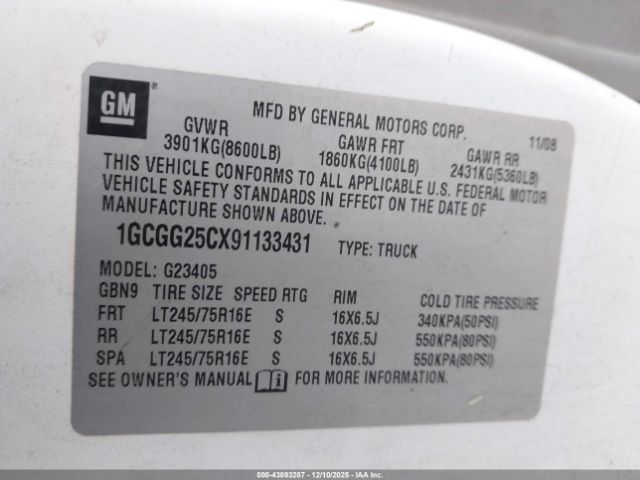 GM ®
MFD BY GENERAL MOTORS CORP. 11/08
GVWR GAWR FRT GAWR RR
3901KG(8600LB) 1860KG(4100LB) 2431KG(5360LB)
THIS VEHICLE CONFORMS TO ALL APPLICABLE U.S. FEDERAL MOTOR
VEHICLE SAFETY STANDARDS IN EFFECT ON THE DATE OF
MANUFACTURE SHOWN ABOVE.
1GCGG25CX91133431 TYPE: TRUCK
MODEL: G23405
GBN9 TIRE SIZE SPEED RTG RIM COLD TIRE PRESSURE
FRT LT245/75R16E S 16X6.5J 340KPA(50PSI)
RR LT245/75R16E S 16X6.5J 550KPA(80PSI)
SPA LT245/75R16E S 16X6.5J 550KPA(80PSI)
SEE OWNER'S MANUAL i FOR MORE INFORMATION.
000-43893287 - 12/10/2025 - IAAI.COM